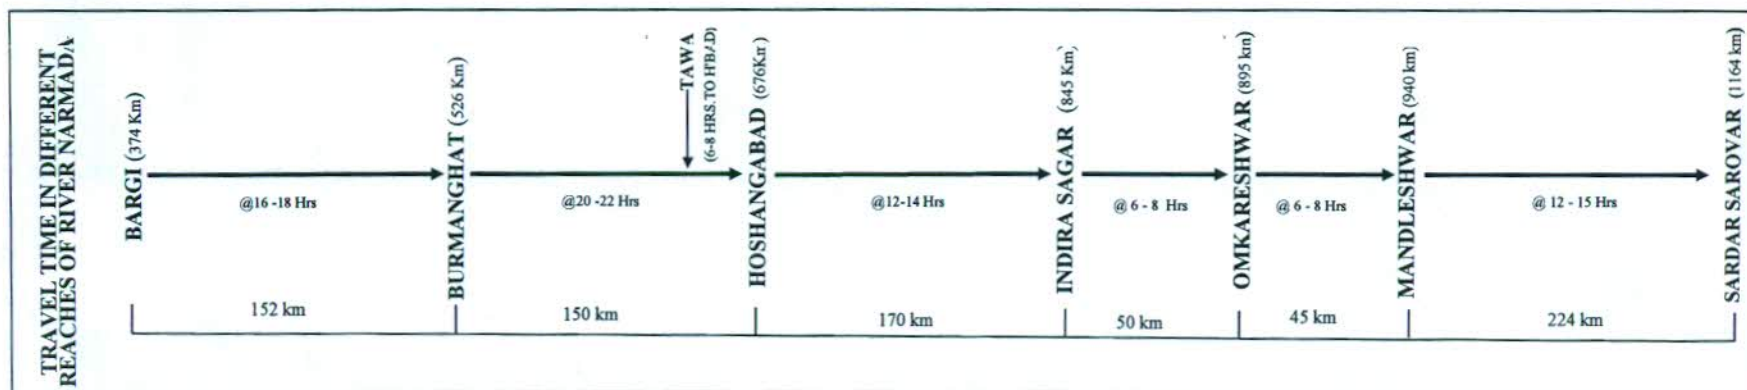 TRAVEL TIME IN DIFFERENT
REACHES OF RIVER NARMADA
BARGI (374 Km)
BURMANGHAT (526 Km)
TAWA
(6-8 HRS.TO H'BAD)
HOSHANGABAD (676Km)
INDIRA SAGAR (845 Km)
OMKARESHWAR (895 km)
MANDLESHWAR (940 km)
SARDAR SAROVAR (1164 km)
@16 -18 Hrs
@20 -22 Hrs
@12-14 Hrs
@ 6 - 8 Hrs
@ 6 - 8 Hrs
@ 12 - 15 Hrs
152 km
150 km
170 km
50 km
45 km
224 km